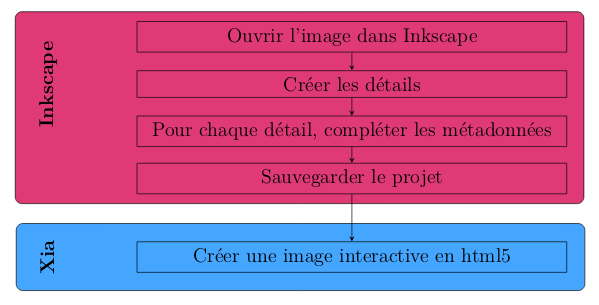 Inkscape
Ouvrir l'image dans Inkscape
Créer les détails
Pour chaque détail, compléter les métadonnées
Sauvegarder le projet
Xia
Créer une image interactive en html5